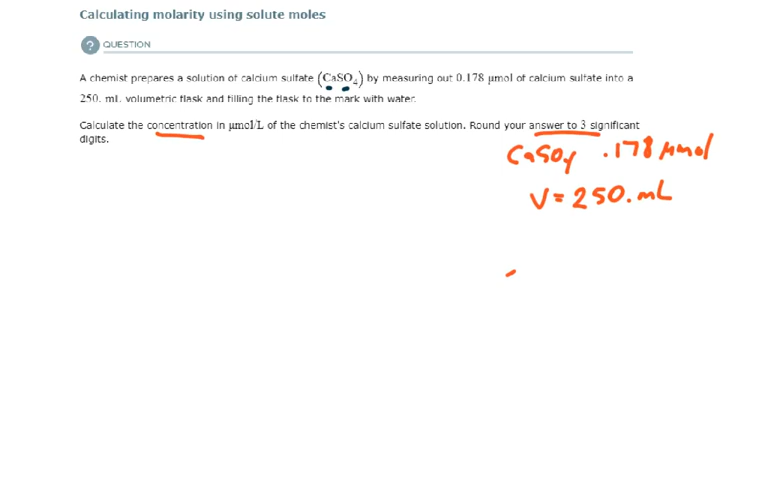 Calculating molarity using solute moles
? QUESTION
A chemist prepares a solution of calcium sulfate (CaSO₄) by measuring out 0.178 µmol of calcium sulfate into a
250. mL volumetric flask and filling the flask to the mark with water.
Calculate the concentration in µmol/L of the chemist's calcium sulfate solution. Round your answer to 3 significant
digits.
CaSO₄ .178 µmol
V = 250. mL